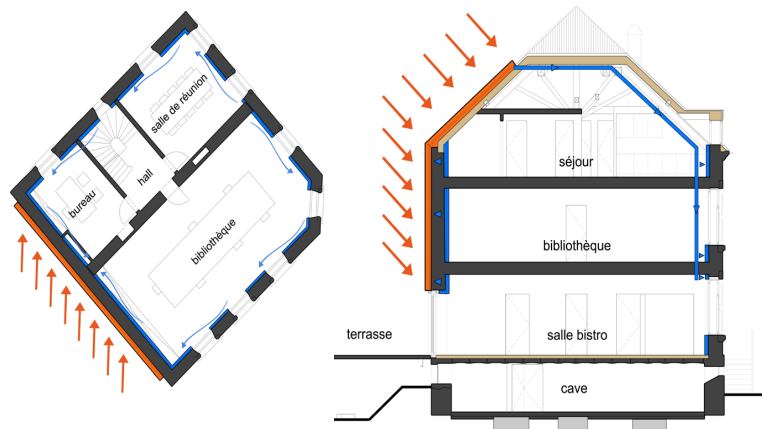 salle de réunion
hall
bureau
bibliothèque
séjour
bibliothèque
terrasse
salle bistro
cave